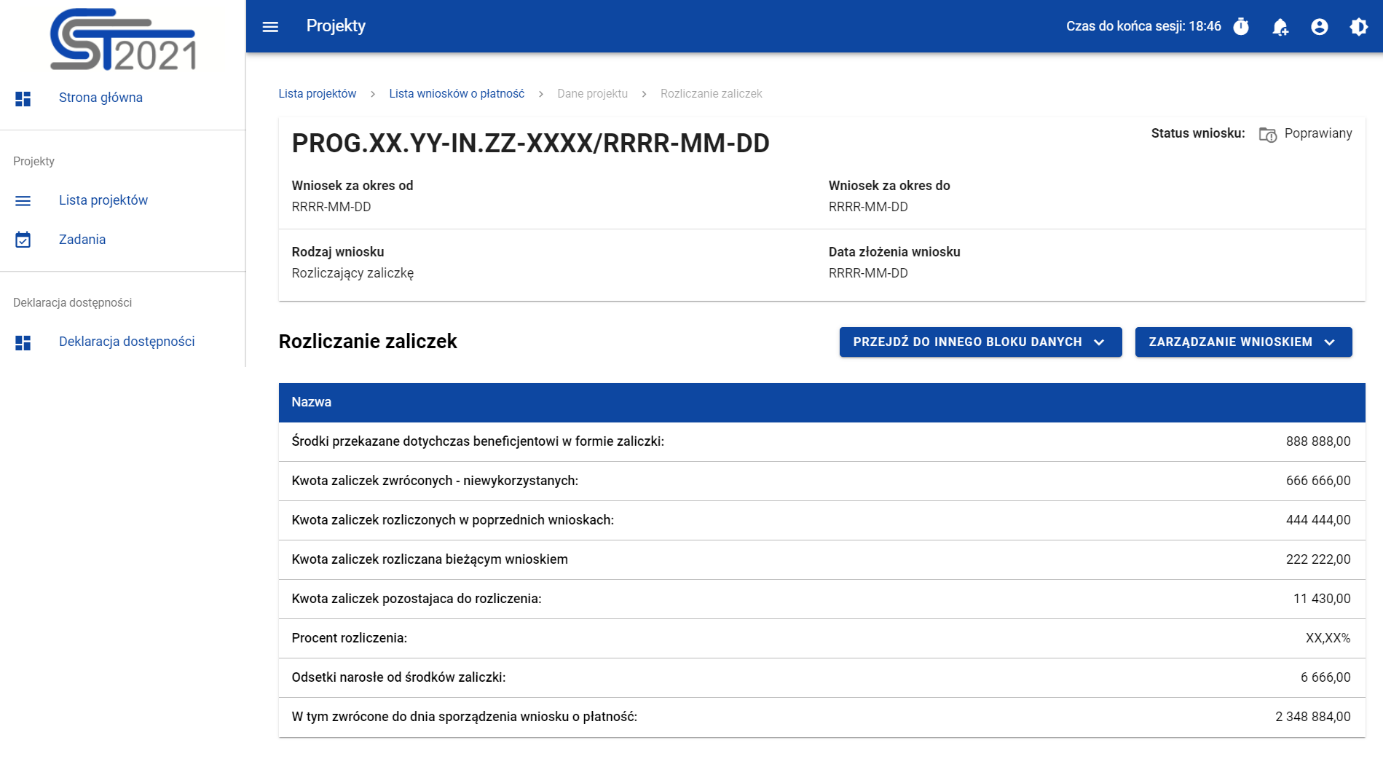 CST2021
Projekty
Czas do końca sesji: 18:46
Strona główna
Projekty
Lista projektów
Zadania
Deklaracja dostępności
Deklaracja dostępności
Lista projektów > Lista wniosków o płatność > Dane projektu > Rozliczanie zaliczek
PROG.XX.YY-IN.ZZ-XXXX/RRRR-MM-DD
Status wniosku: Poprawiany
Wniosek za okres od
RRRR-MM-DD
Wniosek za okres do
RRRR-MM-DD
Rodzaj wniosku
Rozliczający zaliczkę
Data złożenia wniosku
RRRR-MM-DD
Rozliczanie zaliczek
PRZEJDŹ DO INNEGO BLOKU DANYCH
ZARZĄDZANIE WNIOSKIEM
Nazwa
Środki przekazane dotychczas beneficjentowi w formie zaliczki: 888 888,00
Kwota zaliczek zwróconych - niewykorzystanych: 666 666,00
Kwota zaliczek rozliczonych w poprzednich wnioskach: 444 444,00
Kwota zaliczek rozliczana bieżącym wnioskiem 222 222,00
Kwota zaliczek pozostajaca do rozliczenia: 11 430,00
Procent rozliczenia: XX,XX%
Odsetki narosłe od środków zaliczki: 6 666,00
W tym zwrócone do dnia sporządzenia wniosku o płatność: 2 348 884,00